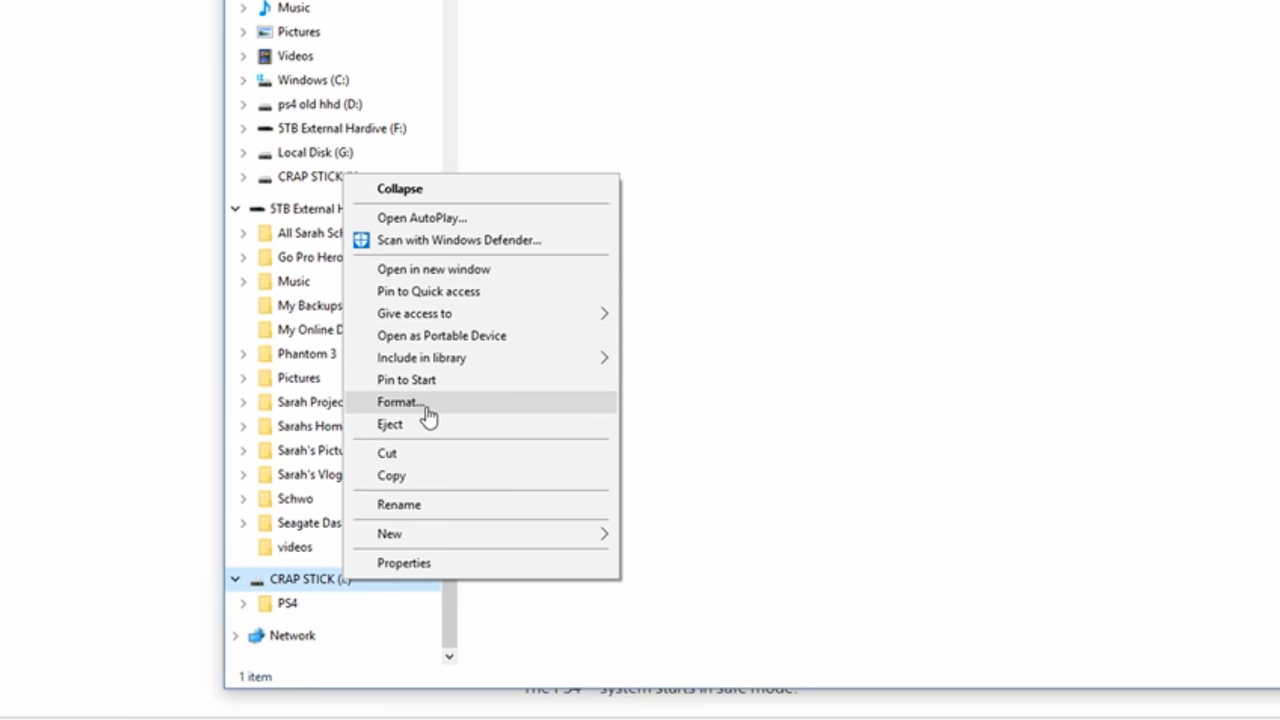 Music
Pictures
Videos
Windows (C:)
ps4 old hhd (D:)
5TB External Hardive (F:)
Local Disk (G:)
CRAP STICK
5TB External H
All Sarah Sch
Go Pro Hero
Music
My Backups
My Online D
Phantom 3
Pictures
Sarah Projec
Sarahs Hom
Sarah's Pictu
Sarah's Vlog
Schwo
Seagate Das
videos
CRAP STICK
PS4
Network
1 item
Collapse
Open AutoPlay...
Scan with Windows Defender...
Open in new window
Pin to Quick access
Give access to
Open as Portable Device
Include in library
Pin to Start
Format...
Eject
Cut
Copy
Rename
New
Properties
system starts in safe mode.